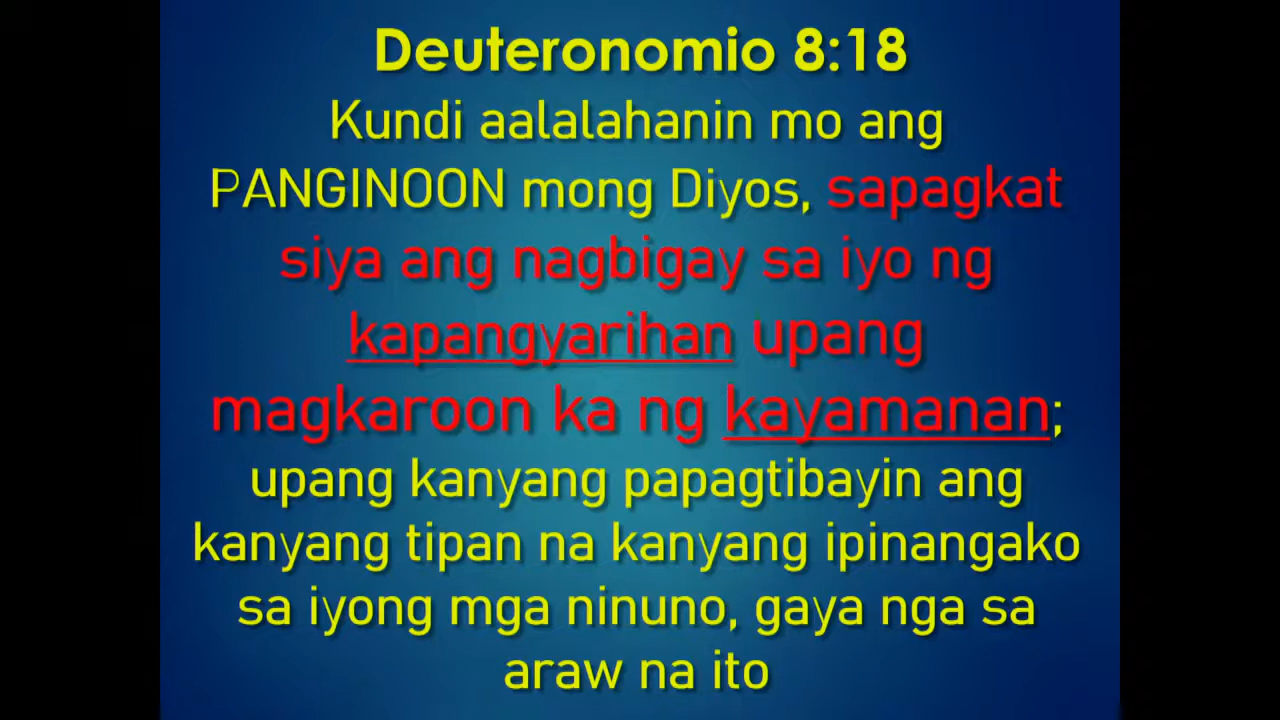 Deuteronomio 8:18
Kundi aalalahanin mo ang
PANGINOON mong Diyos, sapagkat
siya ang nagbigay sa iyo ng
kapangyarihan upang
magkaroon ka ng kayamanan;
upang kanyang papagtibayin ang
kanyang tipan na kanyang ipinangako
sa iyong mga ninuno, gaya nga sa
araw na ito